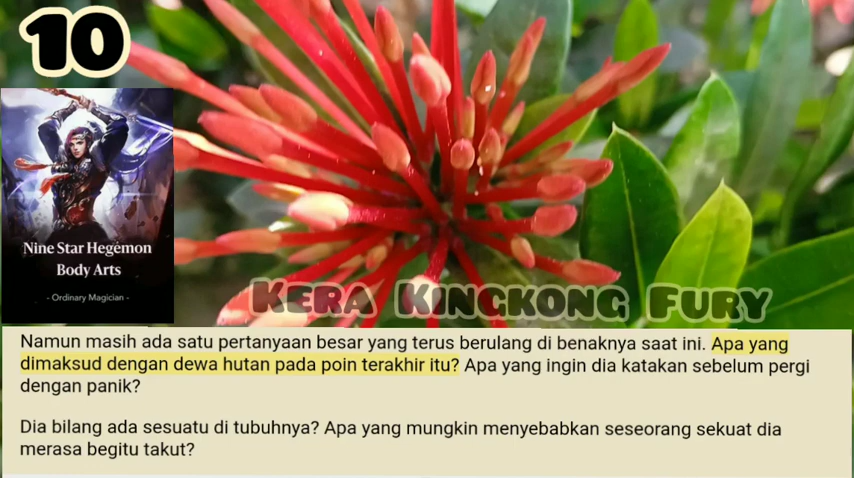 10
Nine Star Hegemon
Body Arts
- Ordinary Magician -
KERA KINGKONG FURY
Namun masih ada satu pertanyaan besar yang terus berulang di benaknya saat ini. Apa yang
dimaksud dengan dewa hutan pada poin terakhir itu? Apa yang ingin dia katakan sebelum pergi
dengan panik?
Dia bilang ada sesuatu di tubuhnya? Apa yang mungkin menyebabkan seseorang sekuat dia
merasa begitu takut?